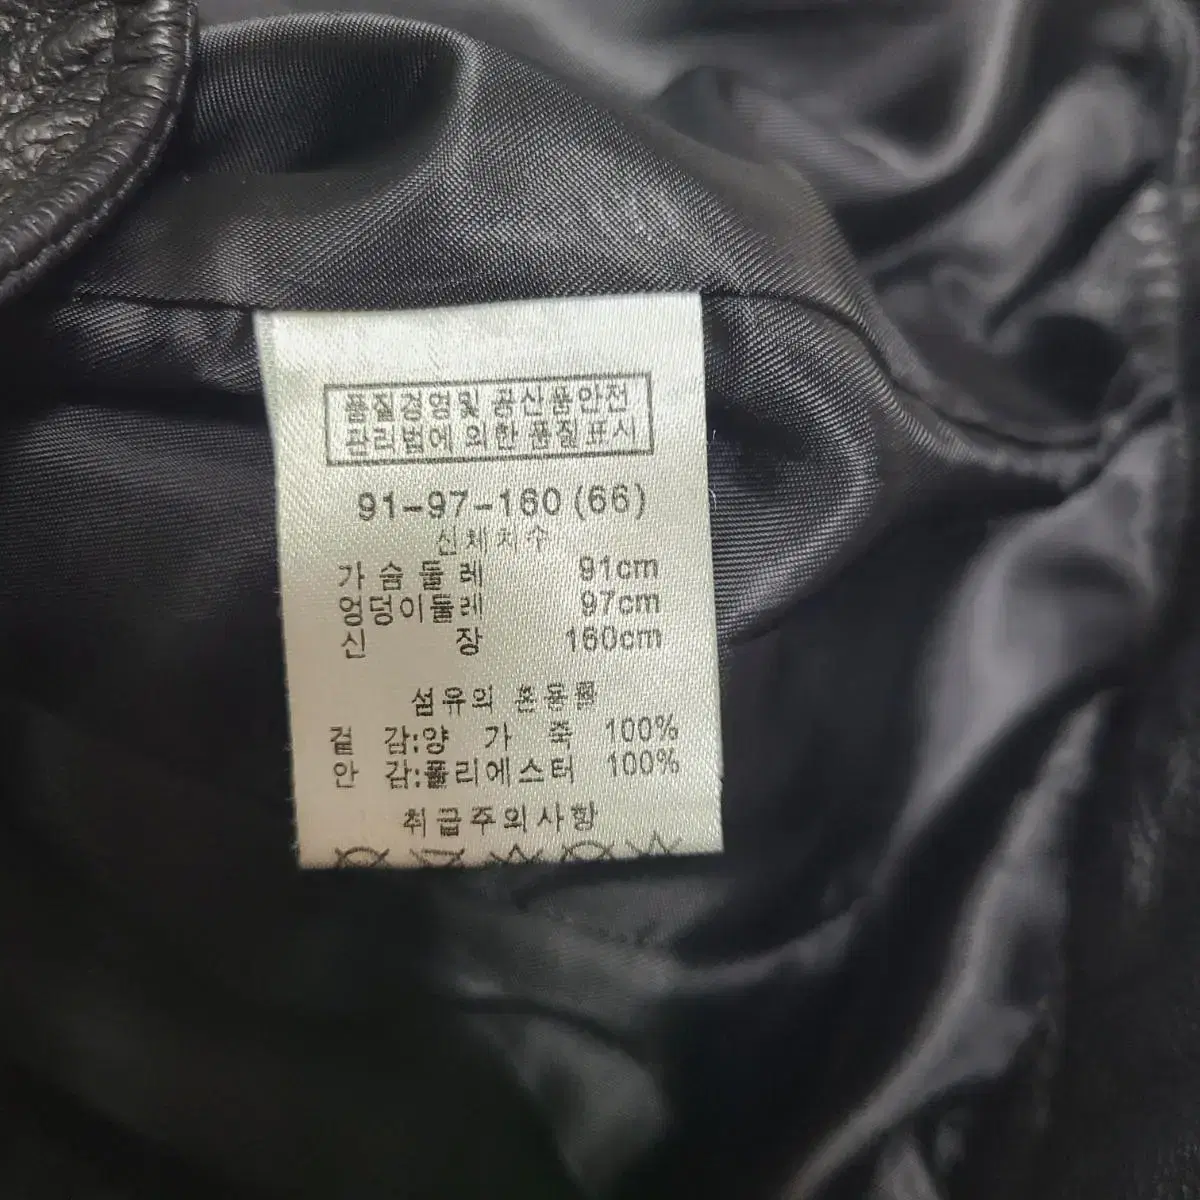 품질경영및 공산품안전
관리법에 의한 품질표시
91-97-160 (66)
신체치수
가 슴 둘 레 91cm
엉덩이둘레 97cm
신 장 160cm
섬유의 혼용률
겉 감:양 가 죽 100%
안 감:폴리에스터 100%
취급주의사항